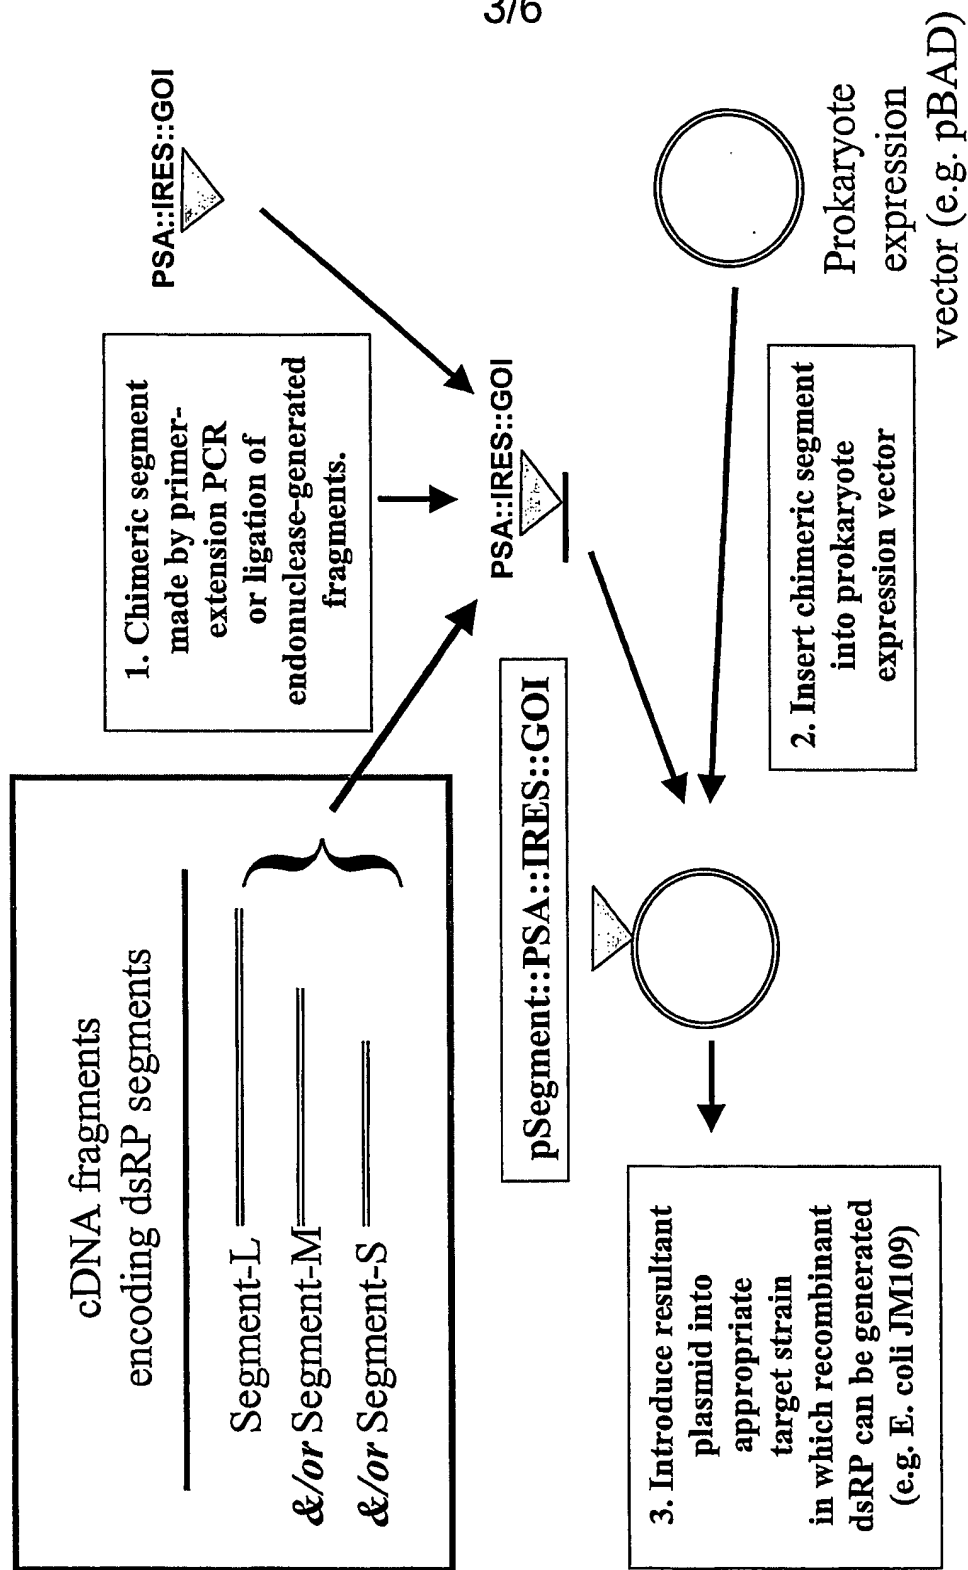 3/6
cDNA fragments
encoding dsRP segments
Segment-L
&/or Segment-M
&/or Segment-S
1. Chimeric segment
made by primer-
extension PCR
or ligation of
endonuclease-generated
fragments.
PSA::IRES::GOI
PSA::IRES::GOI
pSegment::PSA::IRES::GOI
2. Insert chimeric segment
into prokaryote
expression vector
Prokaryote
expression
vector (e.g. pBAD)
3. Introduce resultant
plasmid into
appropriate
target strain
in which recombinant
dsRP can be generated
(e.g. E. coli JM109)